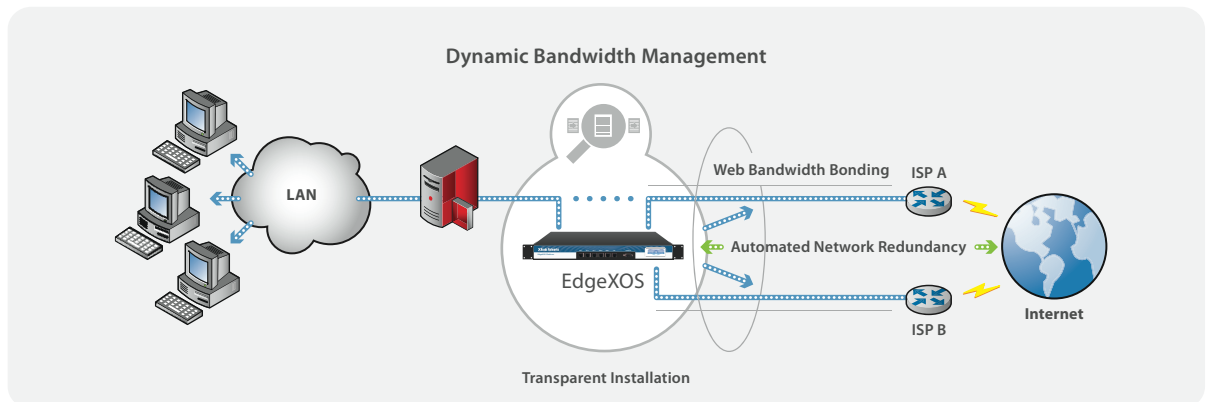 Dynamic Bandwidth Management
Web Bandwidth Bonding
ISP A
LAN
Automated Network Redundancy
EdgeXOS
Internet
ISP B
Transparent Installation